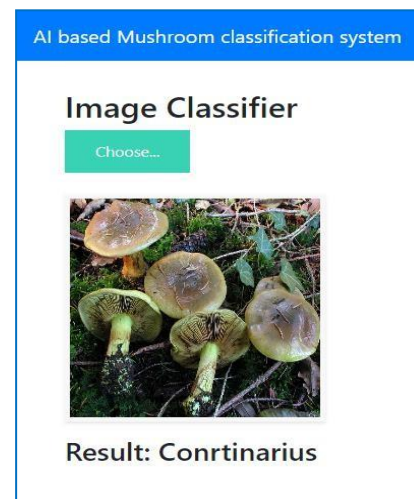 AI based Mushroom classification system
Image Classifier
Choose...
Result: Conrtinarius